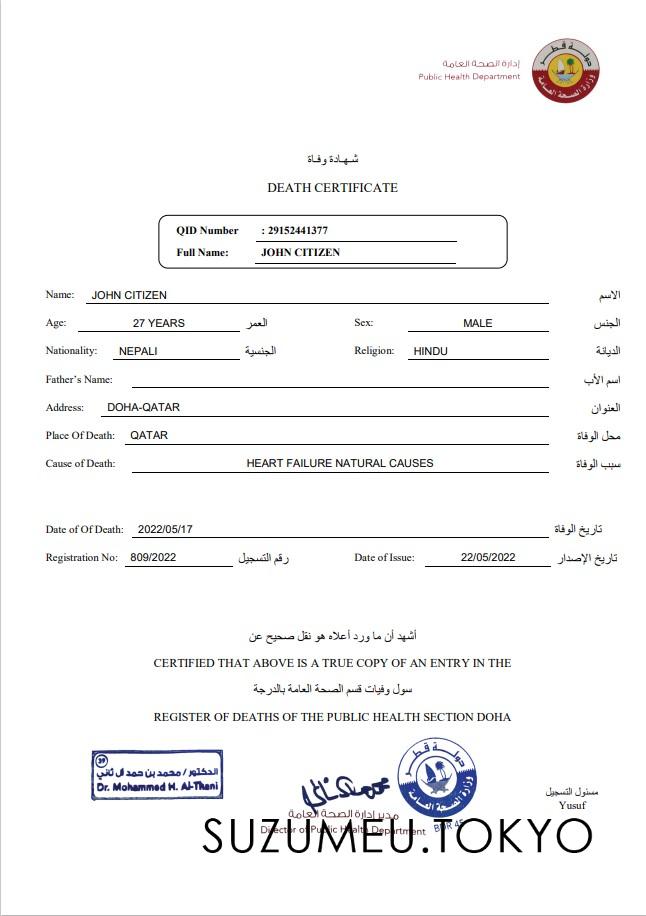 إدارة الصحة العامة
Public Health Department
دولة قطر
وزارة الصحة العامة
شهادة وفاة
DEATH CERTIFICATE
QID Number : 29152441377
Full Name: JOHN CITIZEN
Name: JOHN CITIZEN الاسم
Age: 27 YEARS العمر Sex: MALE الجنس
Nationality: NEPALI الجنسية Religion: HINDU الديانة
Father's Name: اسم الأب
Address: DOHA-QATAR العنوان
Place Of Death: QATAR محل الوفاة
Cause of Death: HEART FAILURE NATURAL CAUSES سبب الوفاة
Date of Of Death: 2022/05/17 تاريخ الوفاة
Registration No: 809/2022 رقم التسجيل Date of Issue: 22/05/2022 تاريخ الإصدار
أشهد أن ما ورد أعلاه هو نقل صحيح عن
CERTIFIED THAT ABOVE IS A TRUE COPY OF AN ENTRY IN THE
سول وفيات قسم الصحة العامة بالدرجة
REGISTER OF DEATHS OF THE PUBLIC HEALTH SECTION DOHA
39
الدكتور / محمد بن حمد آل ثاني
Dr. Mohammed H. Al-Thani
دولة قطر
وزارة الصحة العامة
مسئول التسجيل
Yusuf
مدير إدارة الصحة العامة
Director of Public Health Department
SUZUMEU.TOKYO